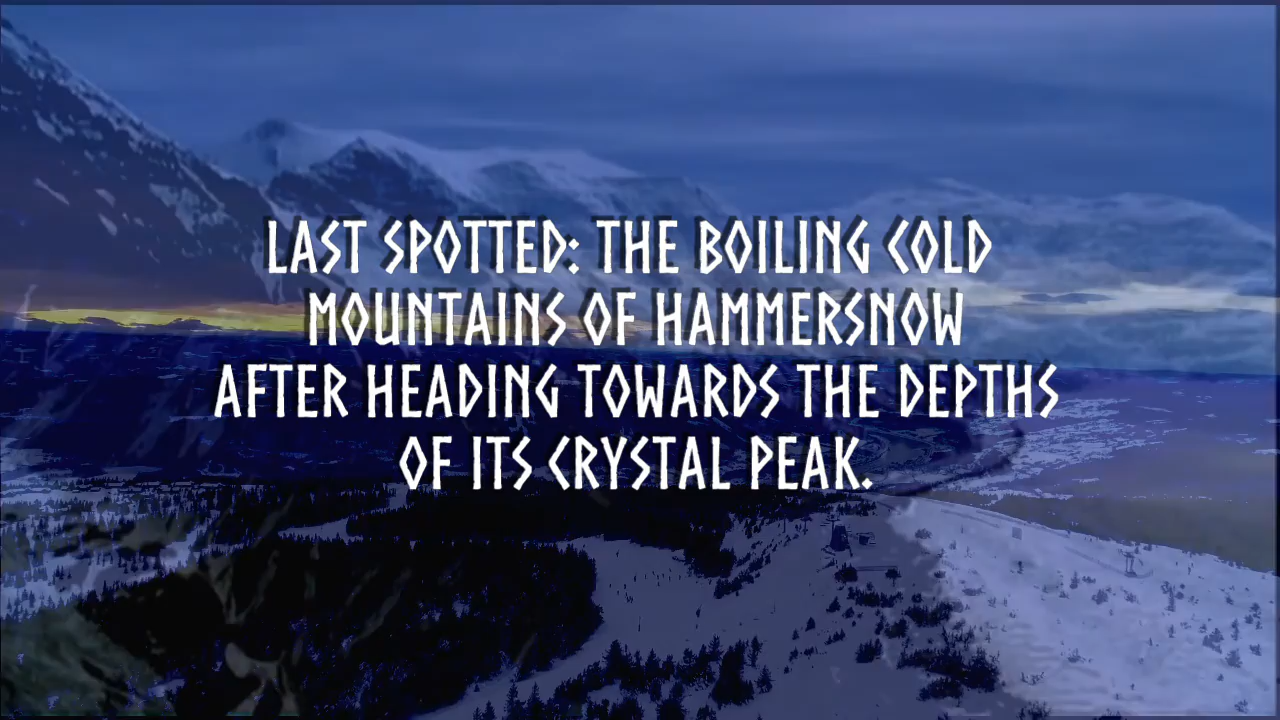 LAST SPOTTED: THE BOILING COLD
MOUNTAINS OF HAMMERSNOW
AFTER HEADING TOWARDS THE DEPTHS
OF ITS CRYSTAL PEAK.